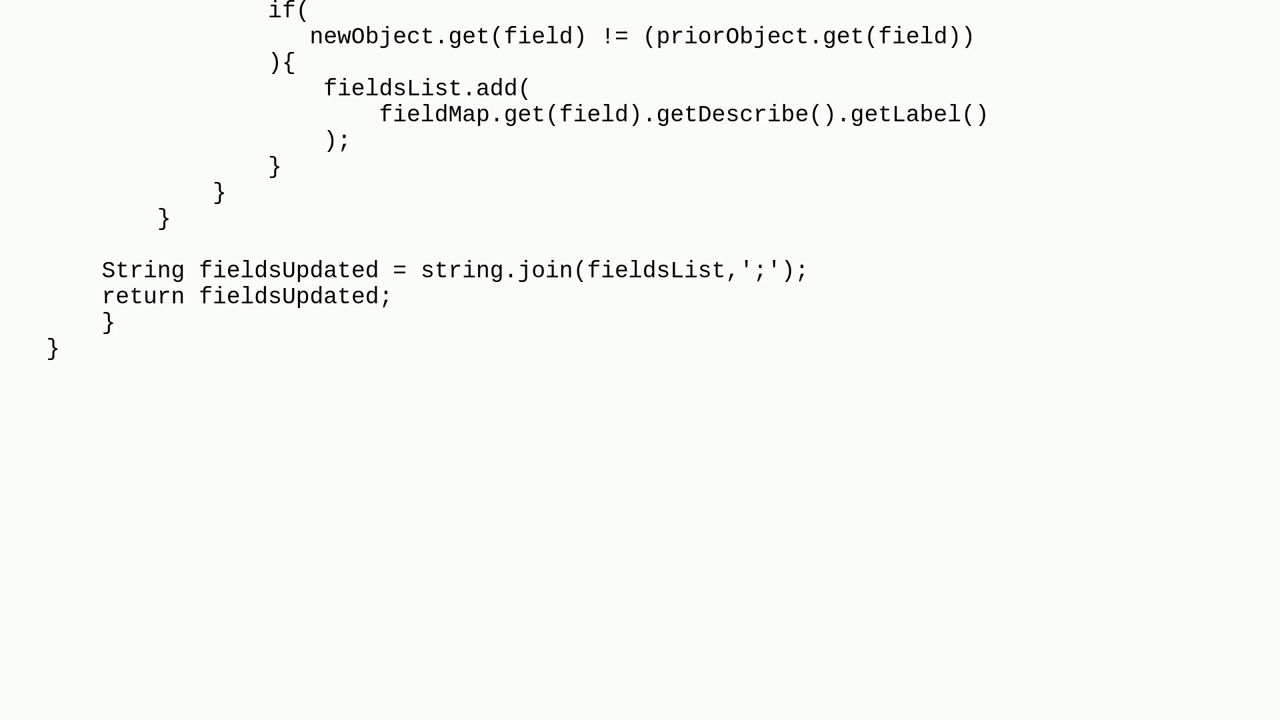 if(
newObject.get(field) != (priorObject.get(field))
){
fieldsList.add(
fieldMap.get(field).getDescribe().getLabel()
);
}
}
}
String fieldsUpdated = string.join(fieldsList,';');
return fieldsUpdated;
}
}